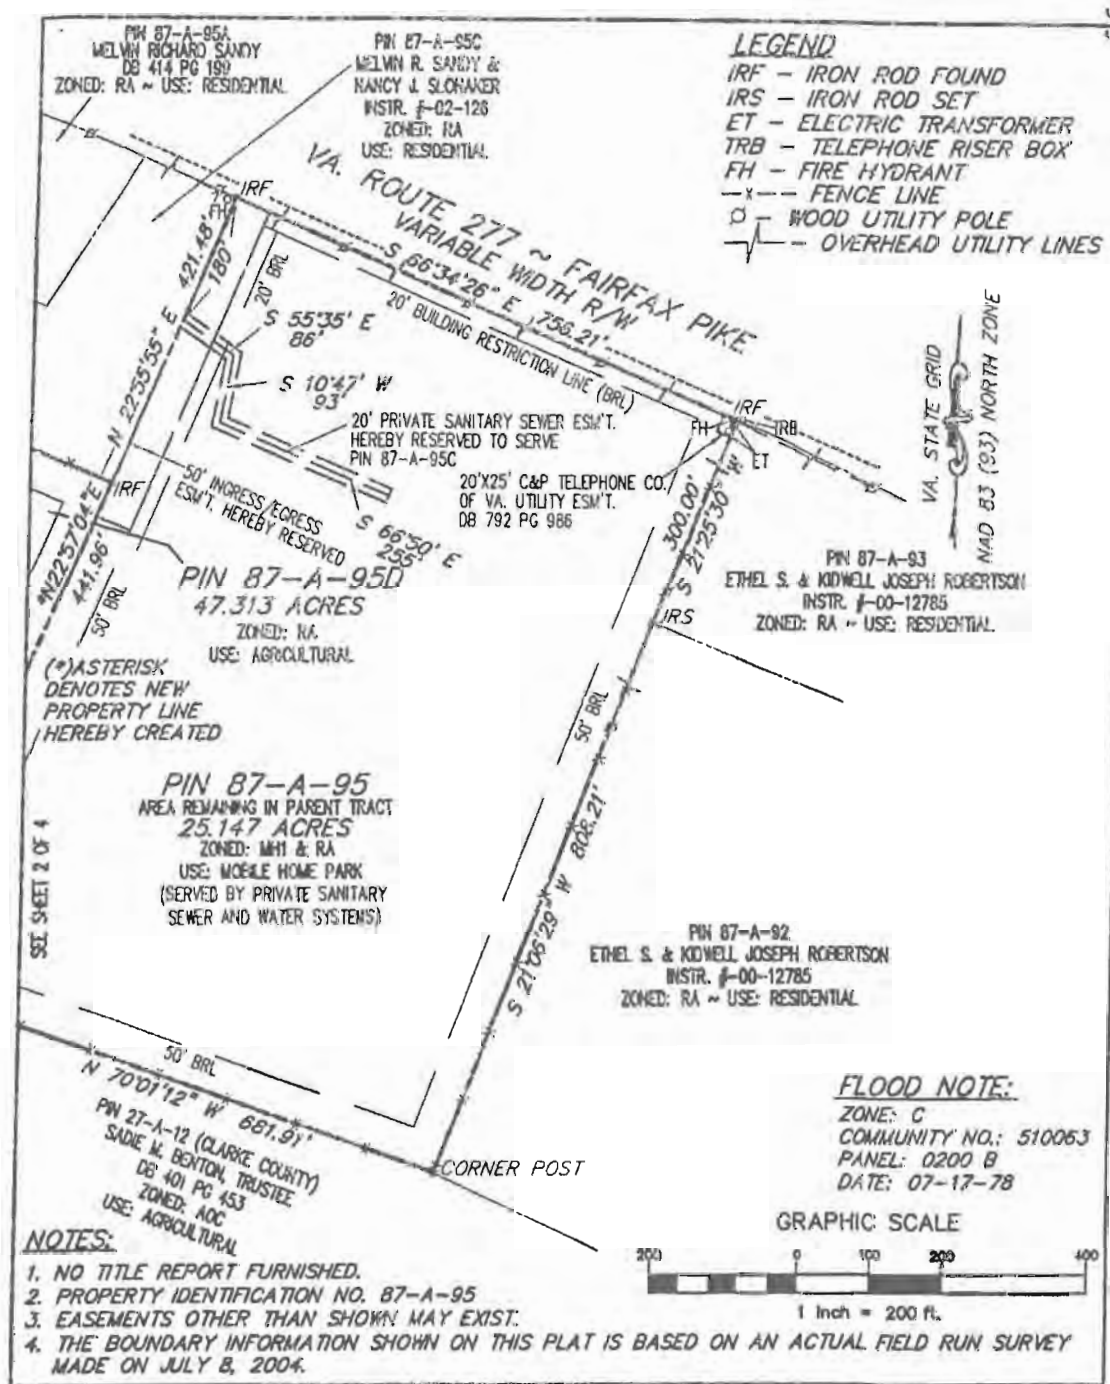 PIN 87-A-95A
MELVIN RICHARD SANDY
DB 414 PG 199
ZONED: RA ~ USE: RESIDENTIAL
PIN 87-A-95C
MELVIN R. SANDY &
NANCY J. SLONAKER
INSTR. #-02-126
ZONED: RA
USE: RESIDENTIAL
LEGEND
IRF - IRON ROD FOUND
IRS - IRON ROD SET
ET - ELECTRIC TRANSFORMER
TRB - TELEPHONE RISER BOX
FH - FIRE HYDRANT
- FENCE LINE
- WOOD UTILITY POLE
- OVERHEAD UTILITY LINES
IRF
FH
VA. ROUTE 277 ~ FAIRFAX PIKE
VARIABLE WIDTH R/W
S 66°34'26" E 756.21'
20' BUILDING RESTRICTION LINE (BRL)
421.48'
180'
N 22°55'55" E
20' BRL
S 55°35' E
86'
S 10°47' W
93'
20' PRIVATE SANITARY SEWER ESM'T.
HEREBY RESERVED TO SERVE
PIN 87-A-95C
20'X25' C&P TELEPHONE CO.
OF VA. UTILITY ESM'T.
DB 792 PG 986
IRF
FH
TRB
ET
VA. STATE GRID
NAD 83 (93) NORTH ZONE
50' INGRESS/EGRESS
ESM'T. HEREBY RESERVED
S 66°50' E
255'
IRF
*N22°57'04"E
441.96'
50' BRL
300.00'
S 21°25'30" W
IRS
PIN 87-A-93
ETHEL S. & KIDWELL JOSEPH ROBERTSON
INSTR. #-00-12785
ZONED: RA ~ USE: RESIDENTIAL
PIN 87-A-95D
47.313 ACRES
ZONED: RA
USE: AGRICULTURAL
(*)ASTERISK
DENOTES NEW
PROPERTY LINE
HEREBY CREATED
50' BRL
PIN 87-A-95
AREA REMAINING IN PARENT TRACT
25.147 ACRES
ZONED: MH1 & RA
USE: MOBILE HOME PARK
(SERVED BY PRIVATE SANITARY
SEWER AND WATER SYSTEMS)
SEE SHEET 2 OF 4
S 21°06'29" W 808.21'
PIN 87-A-92
ETHEL S. & KIDWELL JOSEPH ROBERTSON
INSTR. #-00-12785
ZONED: RA ~ USE: RESIDENTIAL
50' BRL
N 70°01'12" W 681.91'
PIN 27-A-12 (CLARKE COUNTY)
SADIE M. BENTON, TRUSTEE
DB 401 PG 453
ZONED: AOC
USE: AGRICULTURAL
CORNER POST
FLOOD NOTE:
ZONE: C
COMMUNITY NO.: 510063
PANEL: 0200 B
DATE: 07-17-78
GRAPHIC SCALE
200 0 100 200 400
1 Inch = 200 ft.
NOTES:
1. NO TITLE REPORT FURNISHED.
2. PROPERTY IDENTIFICATION NO. 87-A-95
3. EASEMENTS OTHER THAN SHOWN MAY EXIST.
4. THE BOUNDARY INFORMATION SHOWN ON THIS PLAT IS BASED ON AN ACTUAL FIELD RUN SURVEY
MADE ON JULY 8, 2004.